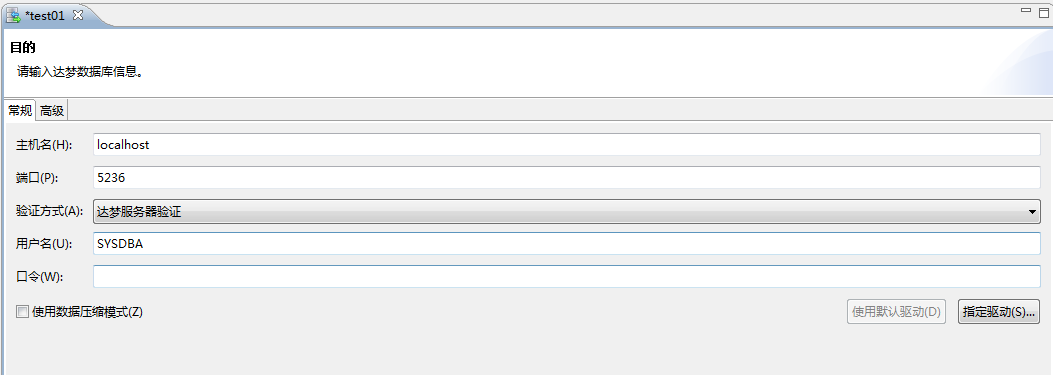 *test01
目的
请输入达梦数据库信息。
常规 高级
主机名(H): localhost
端口(P): 5236
验证方式(A): 达梦服务器验证
用户名(U): SYSDBA
口令(W):
使用数据压缩模式(Z) 使用默认驱动(D) 指定驱动(S)...